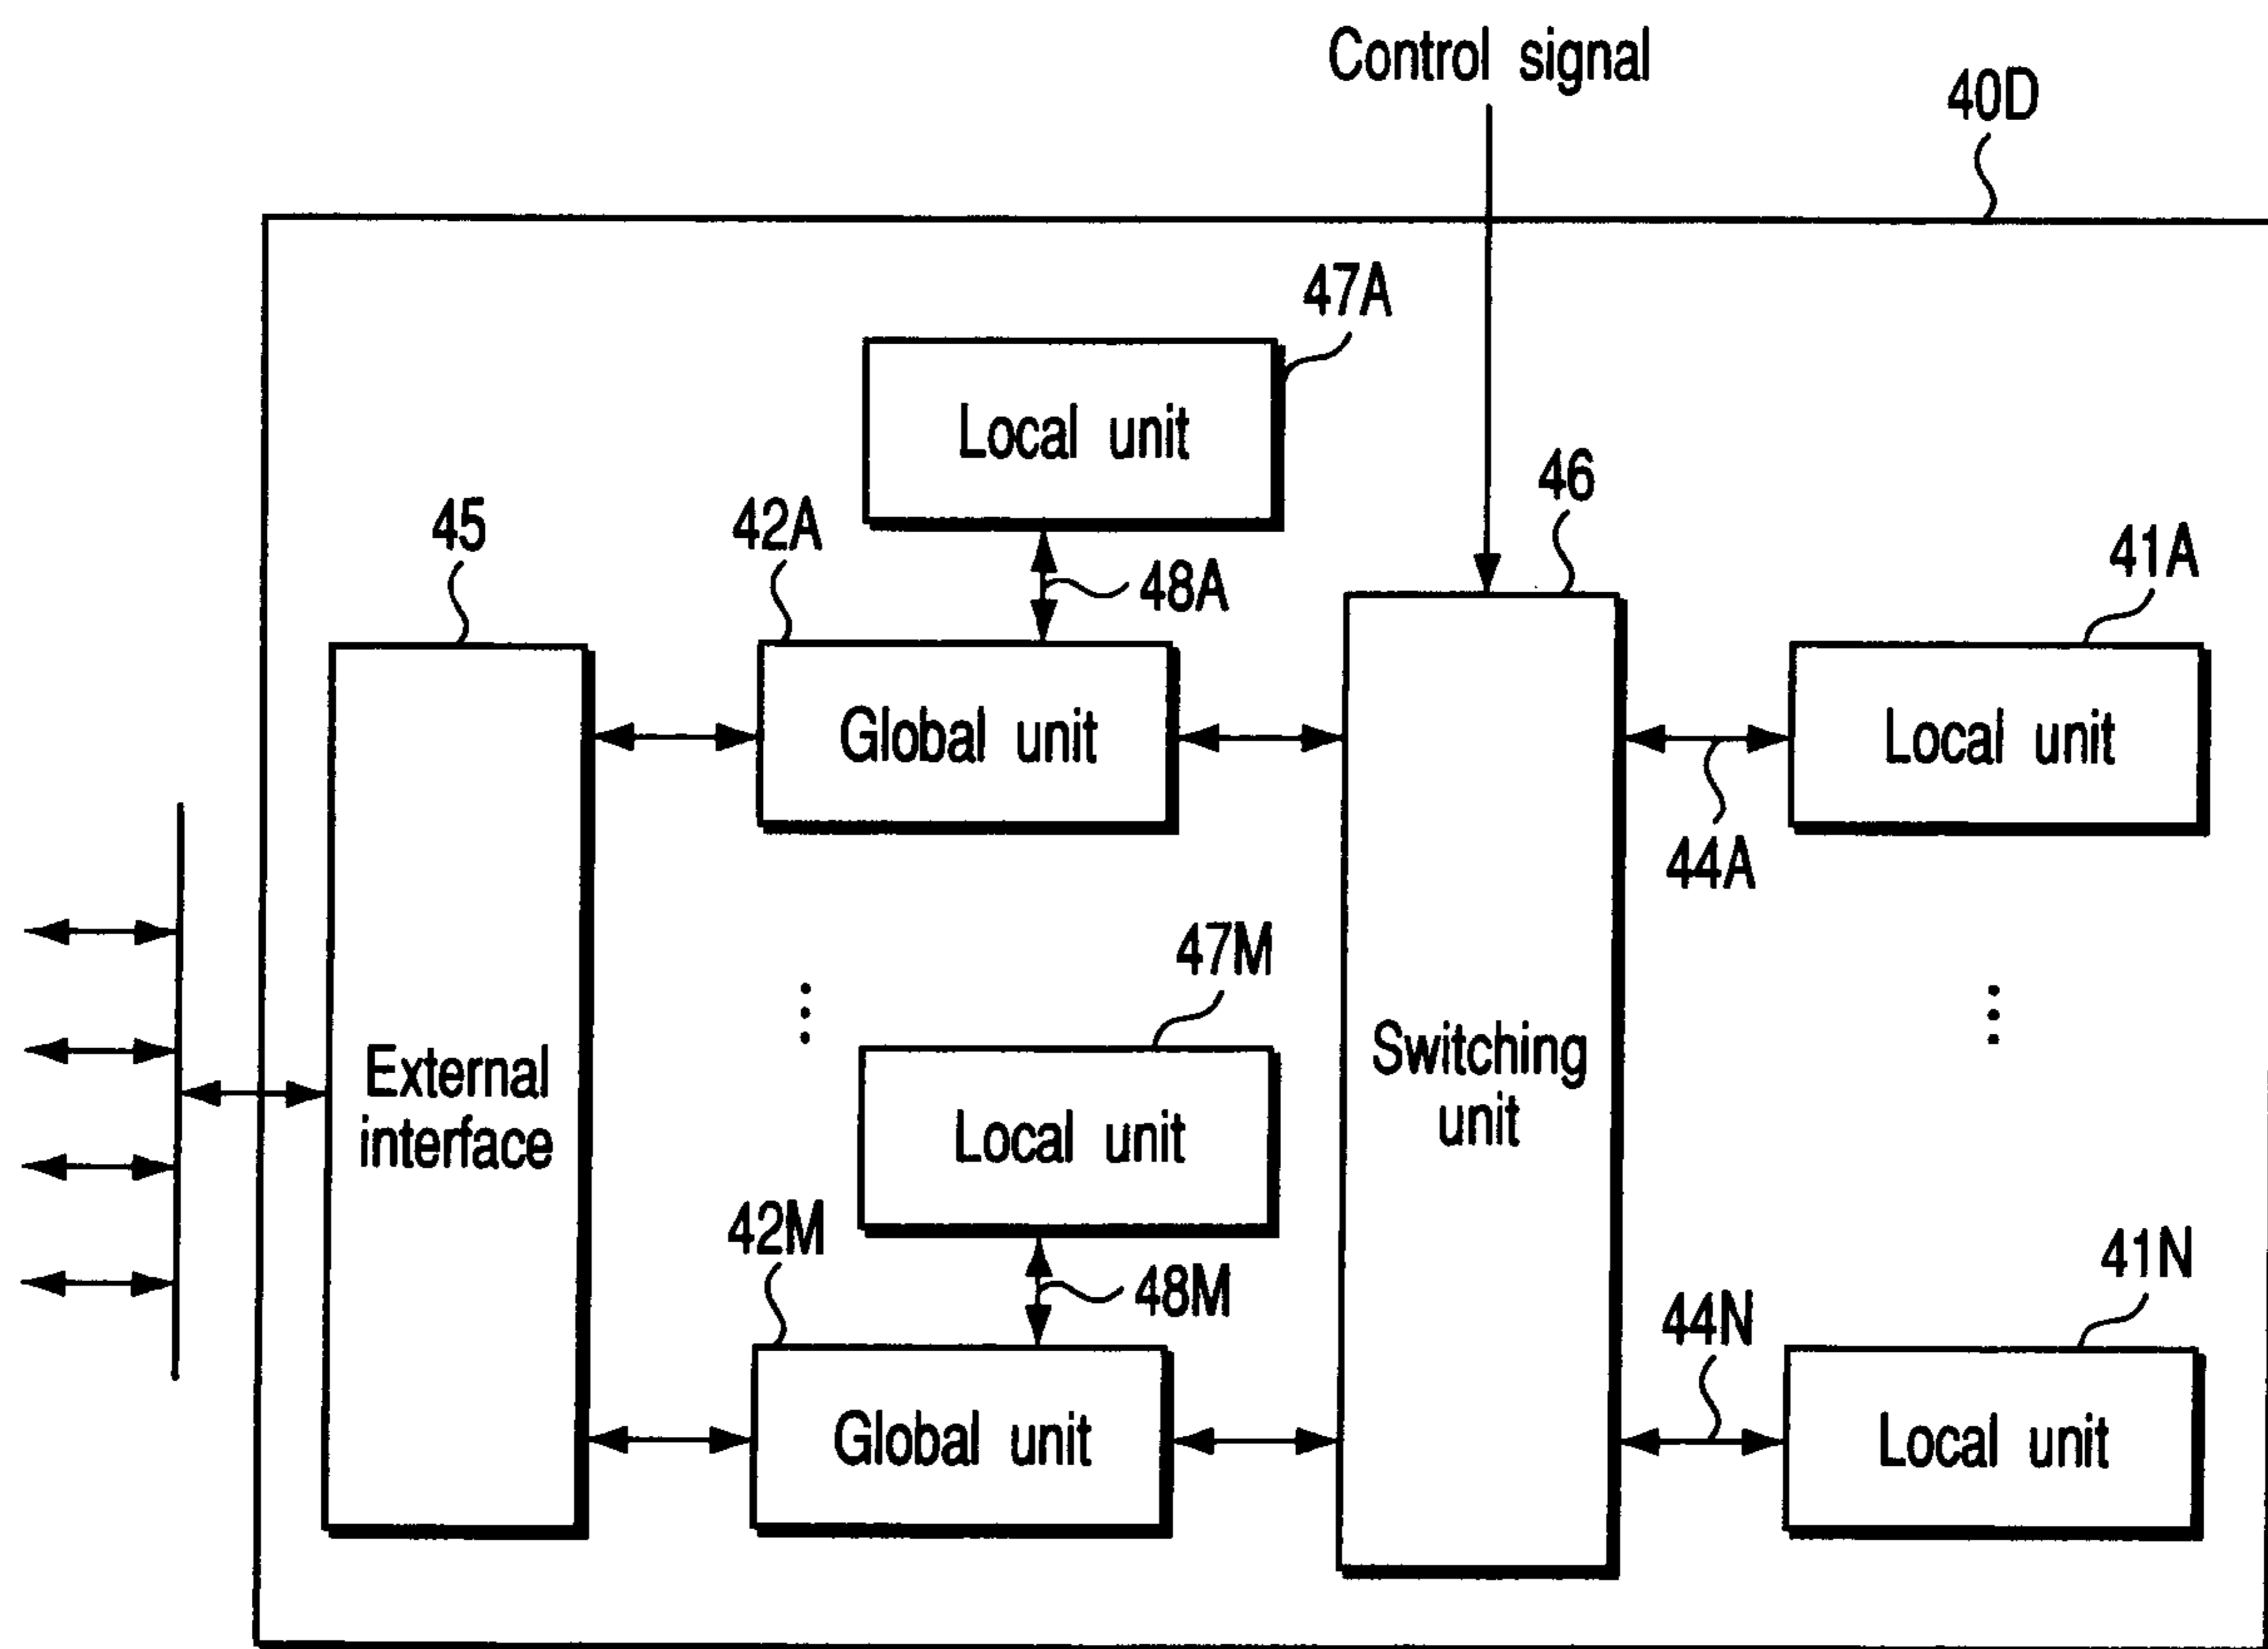 Control signal
40D
47A
Local unit
46
45
42A
48A
41A
Global unit
Local unit
44A
47M
External
interface
Local unit
Switching
unit
42M
48M
41N
44N
Global unit
Local unit